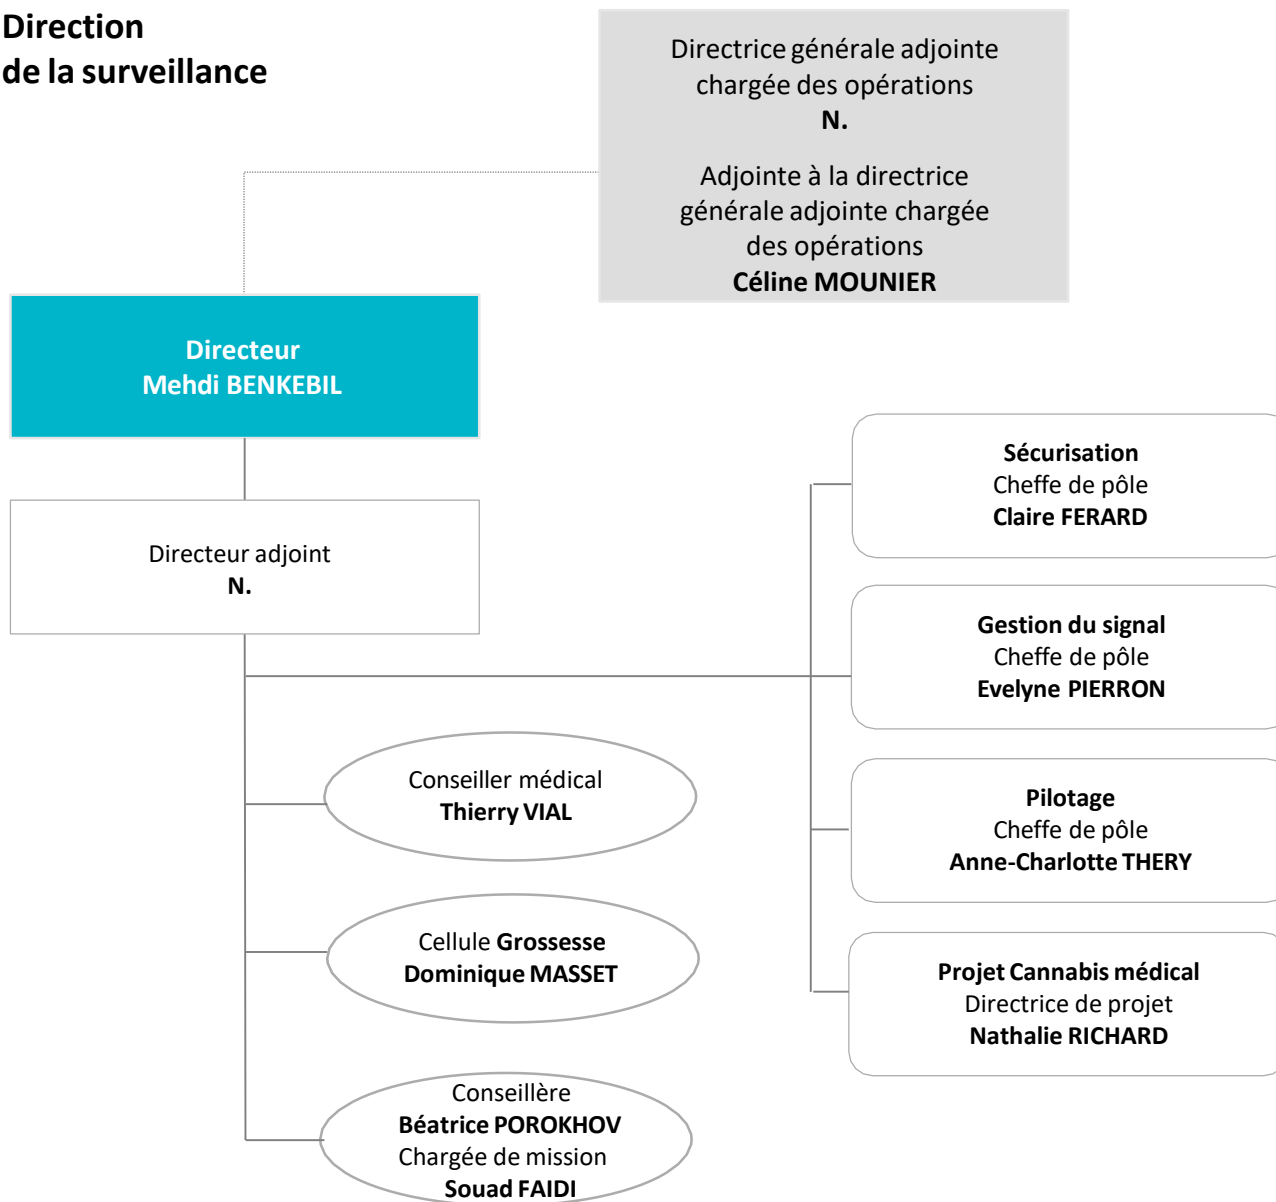 Direction
de la surveillance
Directrice générale adjointe
chargée des opérations
N.
Adjointe à la directrice
générale adjointe chargée
des opérations
Céline MOUNIER
Directeur
Mehdi BENKEBIL
Directeur adjoint
N.
Sécurisation
Cheffe de pôle
Claire FERARD
Gestion du signal
Cheffe de pôle
Evelyne PIERRON
Pilotage
Cheffe de pôle
Anne-Charlotte THERY
Projet Cannabis médical
Directrice de projet
Nathalie RICHARD
Conseiller médical
Thierry VIAL
Cellule Grossesse
Dominique MASSET
Conseillère
Béatrice POROKHOV
Chargée de mission
Souad FAIDI